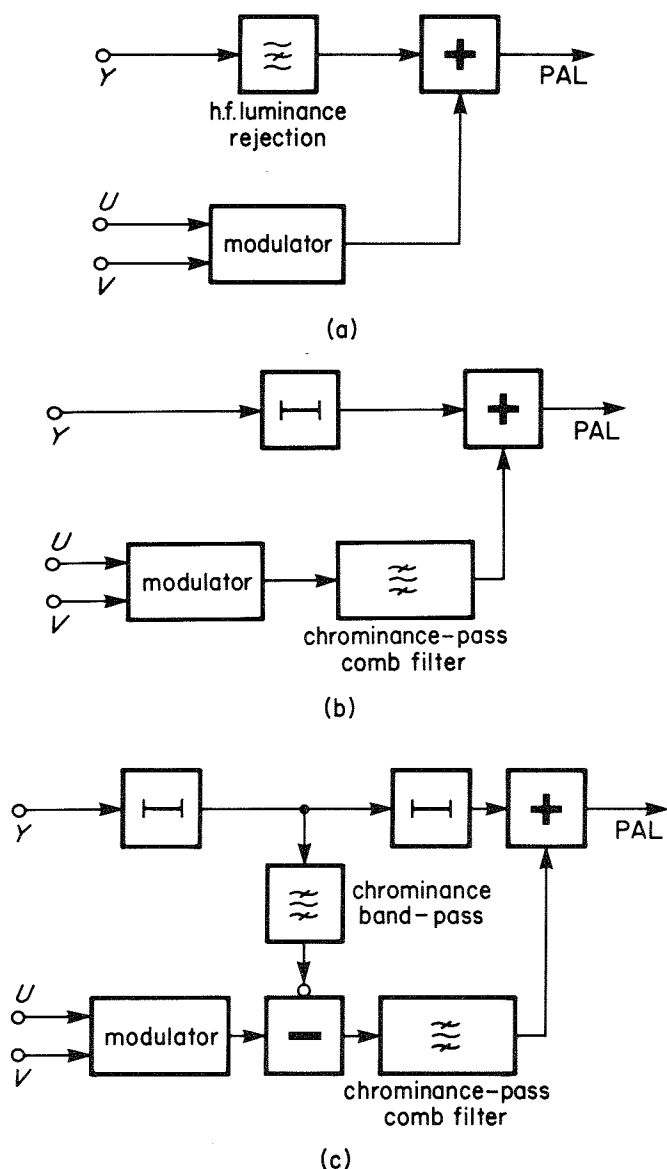 Y
h.f. luminance
rejection
+
PAL
U
V
modulator
(a)
Y
+
PAL
U
V
modulator
chrominance-pass
comb filter
(b)
Y
+
PAL
chrominance
band-pass
U
V
modulator
−
chrominance-pass
comb filter
(c)